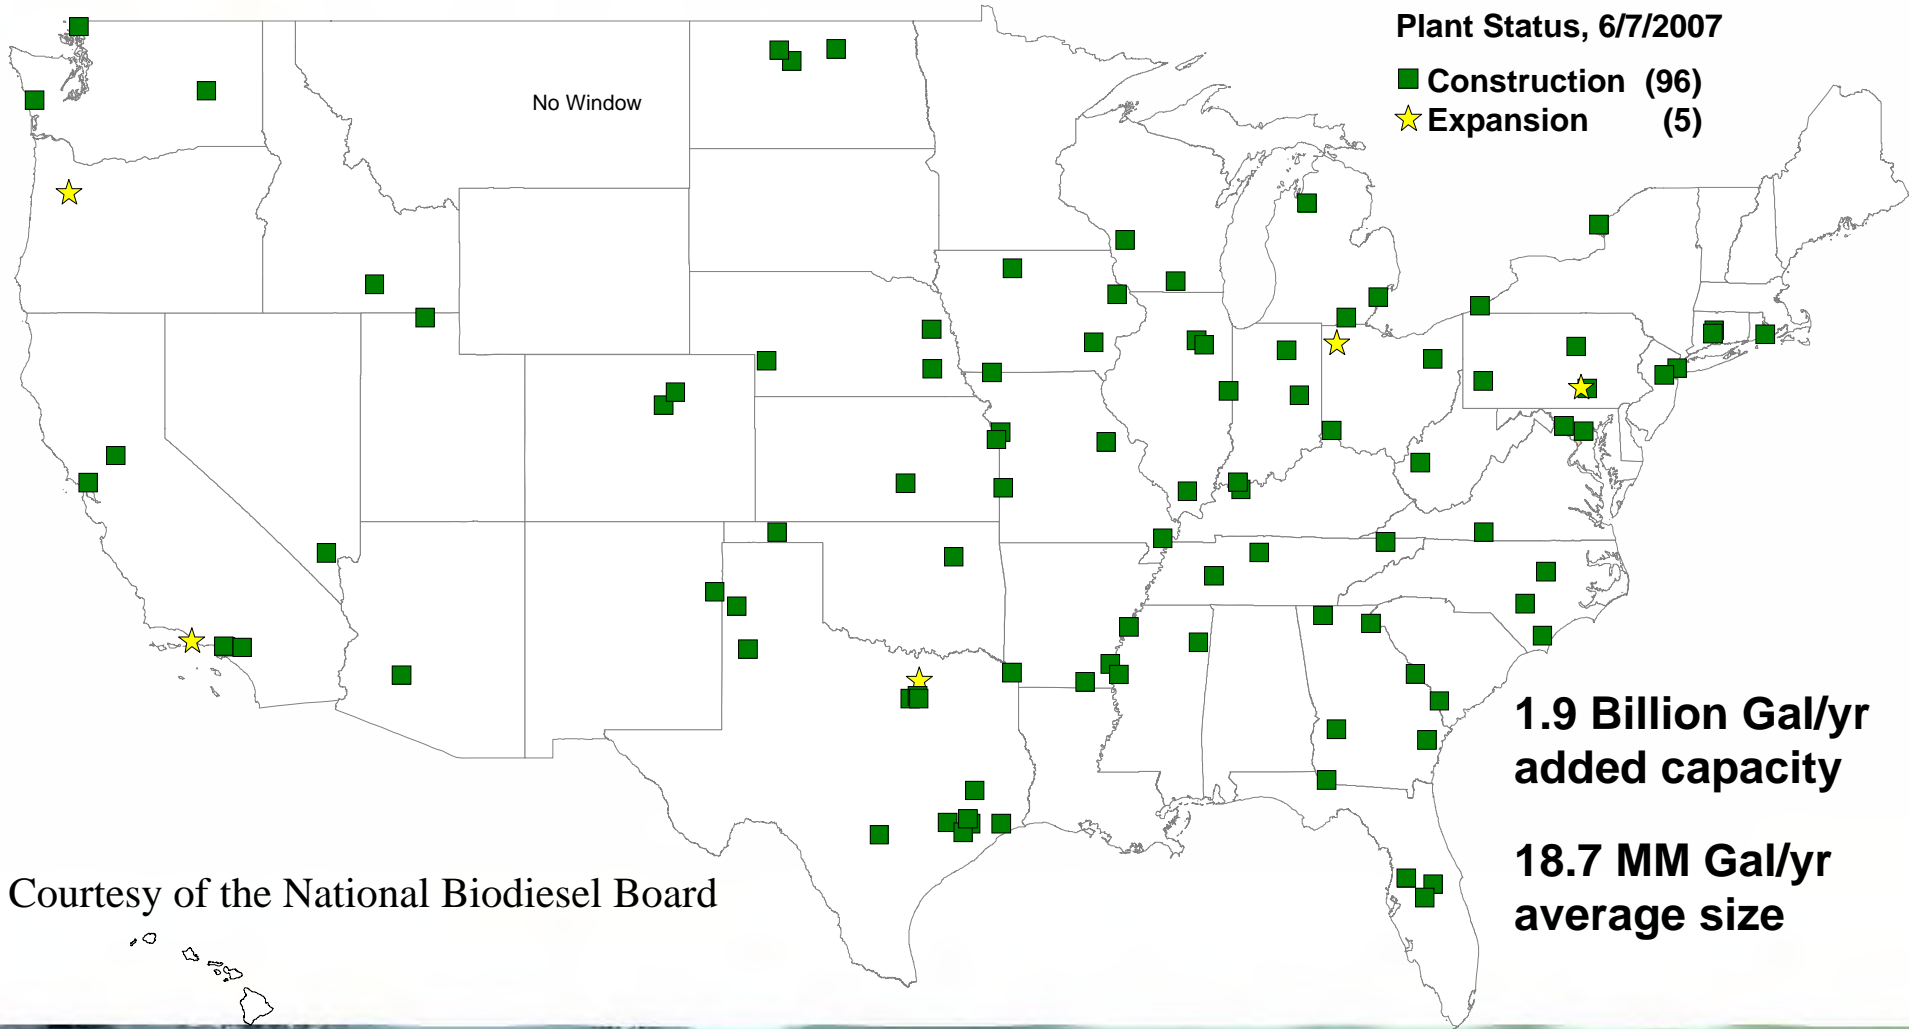 Plant Status, 6/7/2007
Construction (96)
Expansion (5)
No Window
1.9 Billion Gal/yr
added capacity
18.7 MM Gal/yr
average size
Courtesy of the National Biodiesel Board